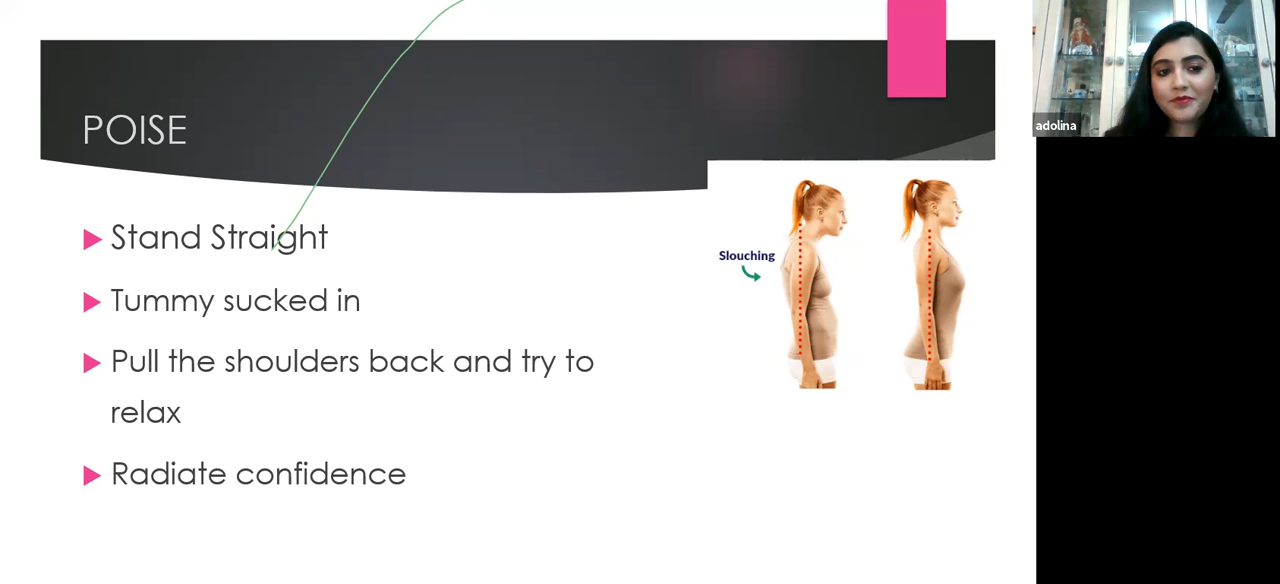 POISE
Stand Straight
Tummy sucked in
Pull the shoulders back and try to
relax
Radiate confidence
Slouching
adolina